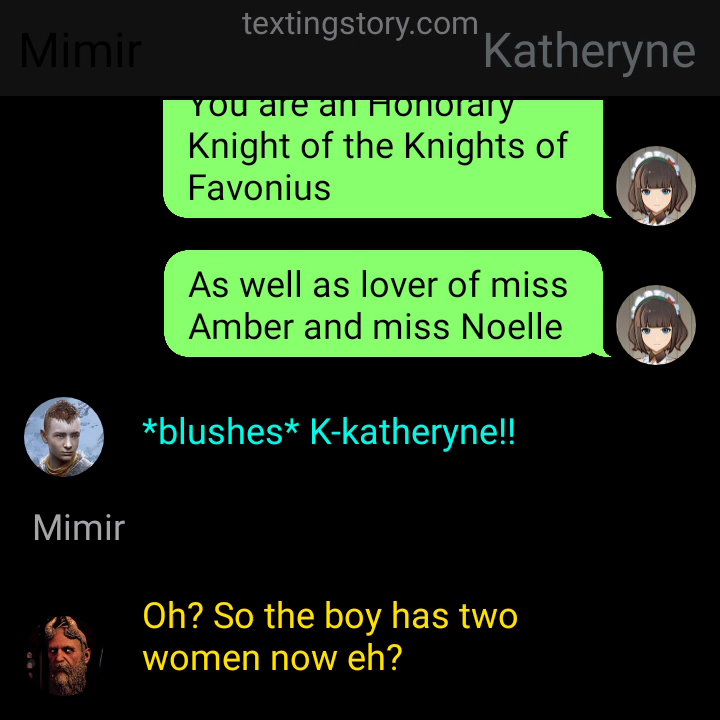 textingstory.com
Mimir
Katheryne
You are an Honorary
Knight of the Knights of
Favonius
As well as lover of miss
Amber and miss Noelle
*blushes* K-katheryne!!
Mimir
Oh? So the boy has two
women now eh?